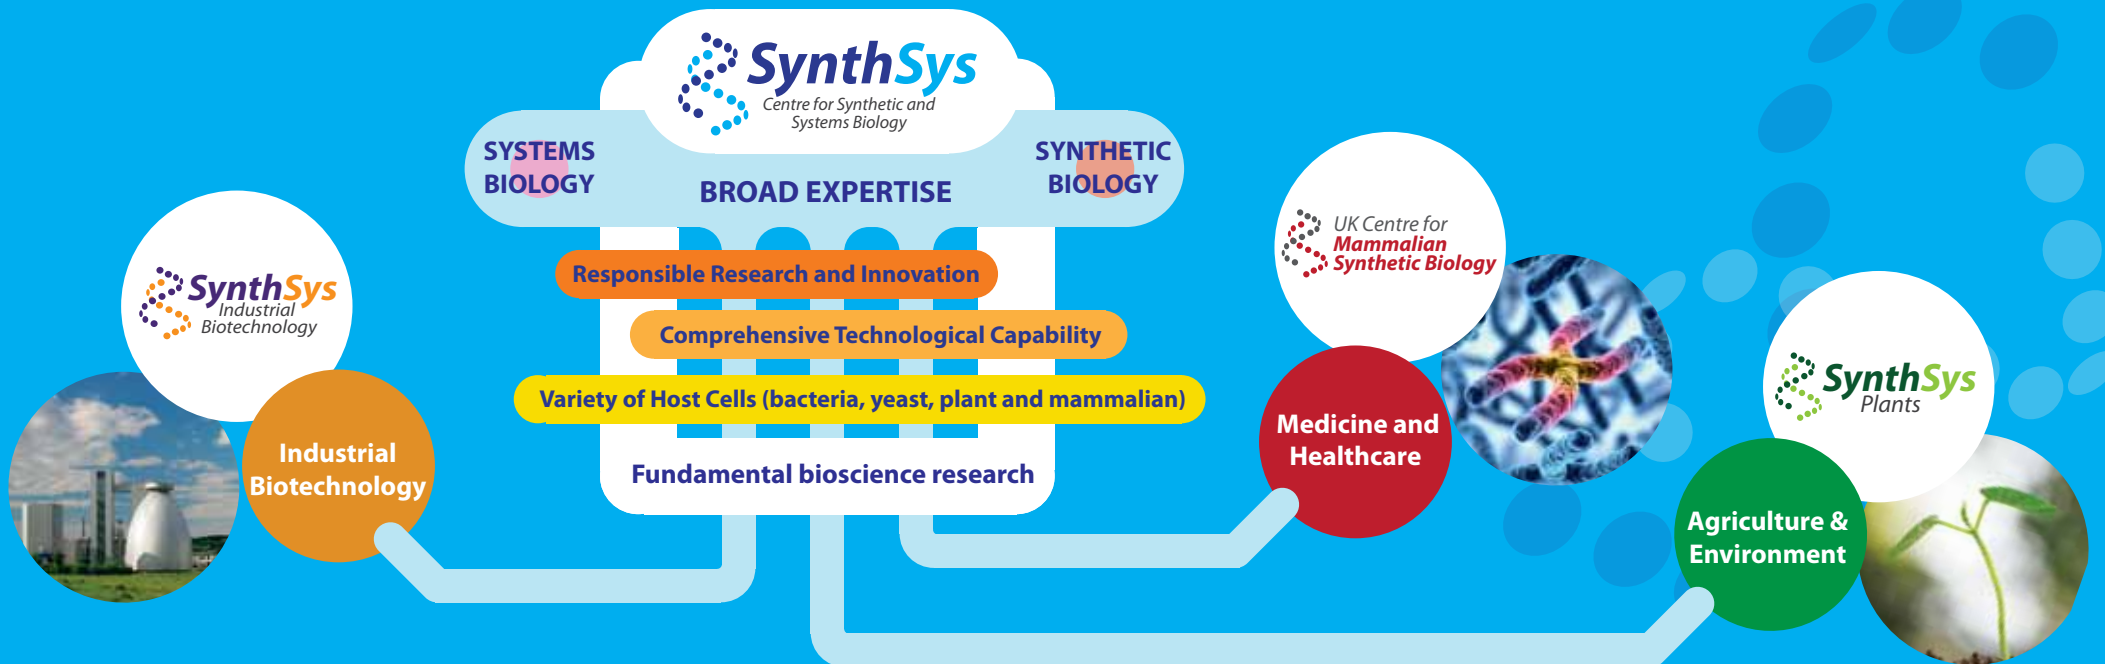 SynthSys
Centre for Synthetic and
Systems Biology
SYSTEMS
BIOLOGY
BROAD EXPERTISE
SYNTHETIC
BIOLOGY
Responsible Research and Innovation
Comprehensive Technological Capability
Variety of Host Cells (bacteria, yeast, plant and mammalian)
Fundamental bioscience research
SynthSys
Industrial
Biotechnology
Industrial
Biotechnology
UK Centre for
Mammalian
Synthetic Biology
Medicine and
Healthcare
SynthSys
Plants
Agriculture &
Environment